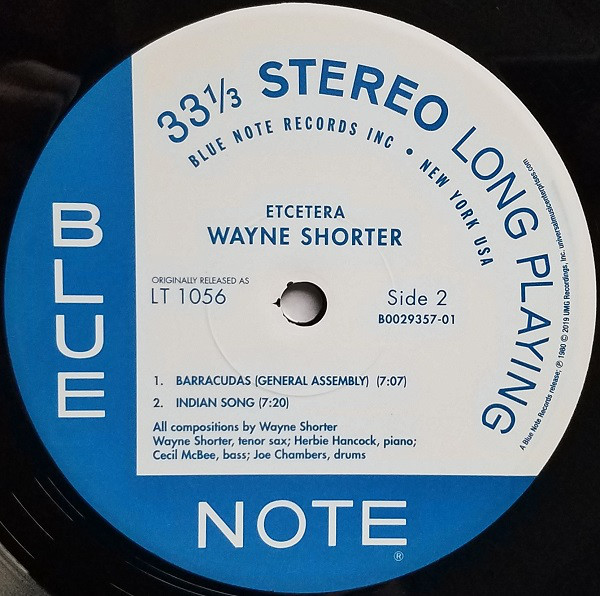 33⅓ STEREO LONG PLAYING
BLUE NOTE RECORDS INC • NEW YORK USA
ETCETERA
WAYNE SHORTER
ORIGINALLY RELEASED AS
LT 1056
Side 2
B0029357-01
1. BARRACUDAS (GENERAL ASSEMBLY) (7:07)
2. INDIAN SONG (7:20)
All compositions by Wayne Shorter
Wayne Shorter, tenor sax; Herbie Hancock, piano;
Cecil McBee, bass; Joe Chambers, drums
A Blue Note Records release; ℗ 1980 © 2019 UMG Recordings, Inc. universalmusicenterprises.com
BLUE
NOTE®